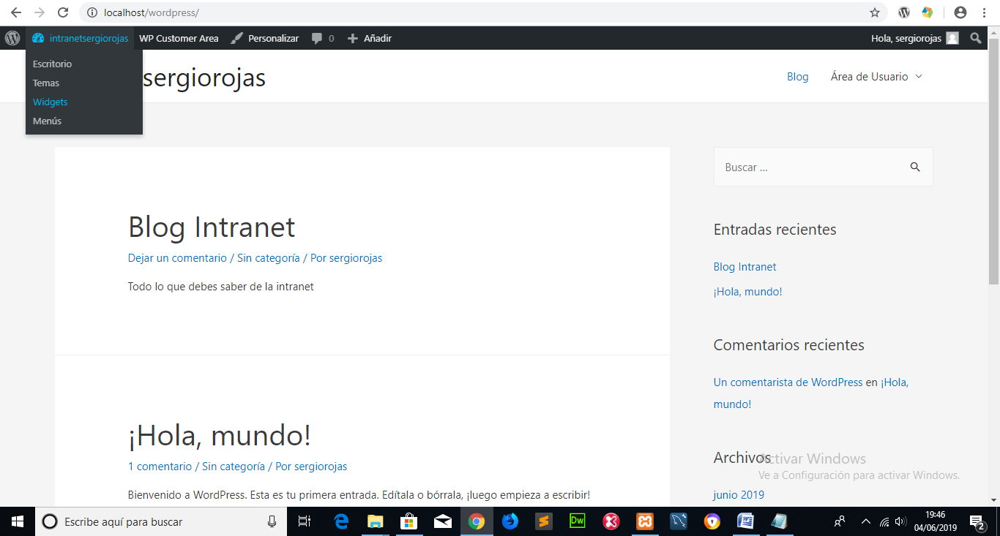 localhost/wordpress/
intranetsergiorojas WP Customer Area Personalizar 0 Añadir Hola, sergiorojas
Escritorio
Temas
Widgets
Menús
sergiorojas
Blog Área de Usuario
Blog Intranet
Dejar un comentario / Sin categoría / Por sergiorojas
Todo lo que debes saber de la intranet
¡Hola, mundo!
1 comentario / Sin categoría / Por sergiorojas
Bienvenido a WordPress. Esta es tu primera entrada. Edítala o bórrala, ¡luego empieza a escribir!
Buscar ...
Entradas recientes
Blog Intranet
¡Hola, mundo!
Comentarios recientes
Un comentarista de WordPress en ¡Hola,
mundo!
Archivos
junio 2019
Activar Windows
Ve a Configuración para activar Windows.
Escribe aquí para buscar
Dw
19:46
04/06/2019
2